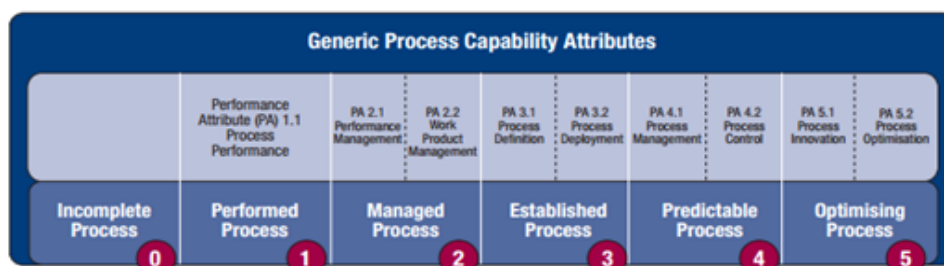 Generic Process Capability Attributes
Performance
Attribute (PA) 1.1
Process
Performance
PA 2.1
Performance
Management
PA 2.2
Work
Product
Management
PA 3.1
Process
Definition
PA 3.2
Process
Deployment
PA 4.1
Process
Management
PA 4.2
Process
Control
PA 5.1
Process
Innovation
PA 5.2
Process
Optimisation
Incomplete
Process
0
Performed
Process
1
Managed
Process
2
Established
Process
3
Predictable
Process
4
Optimising
Process
5